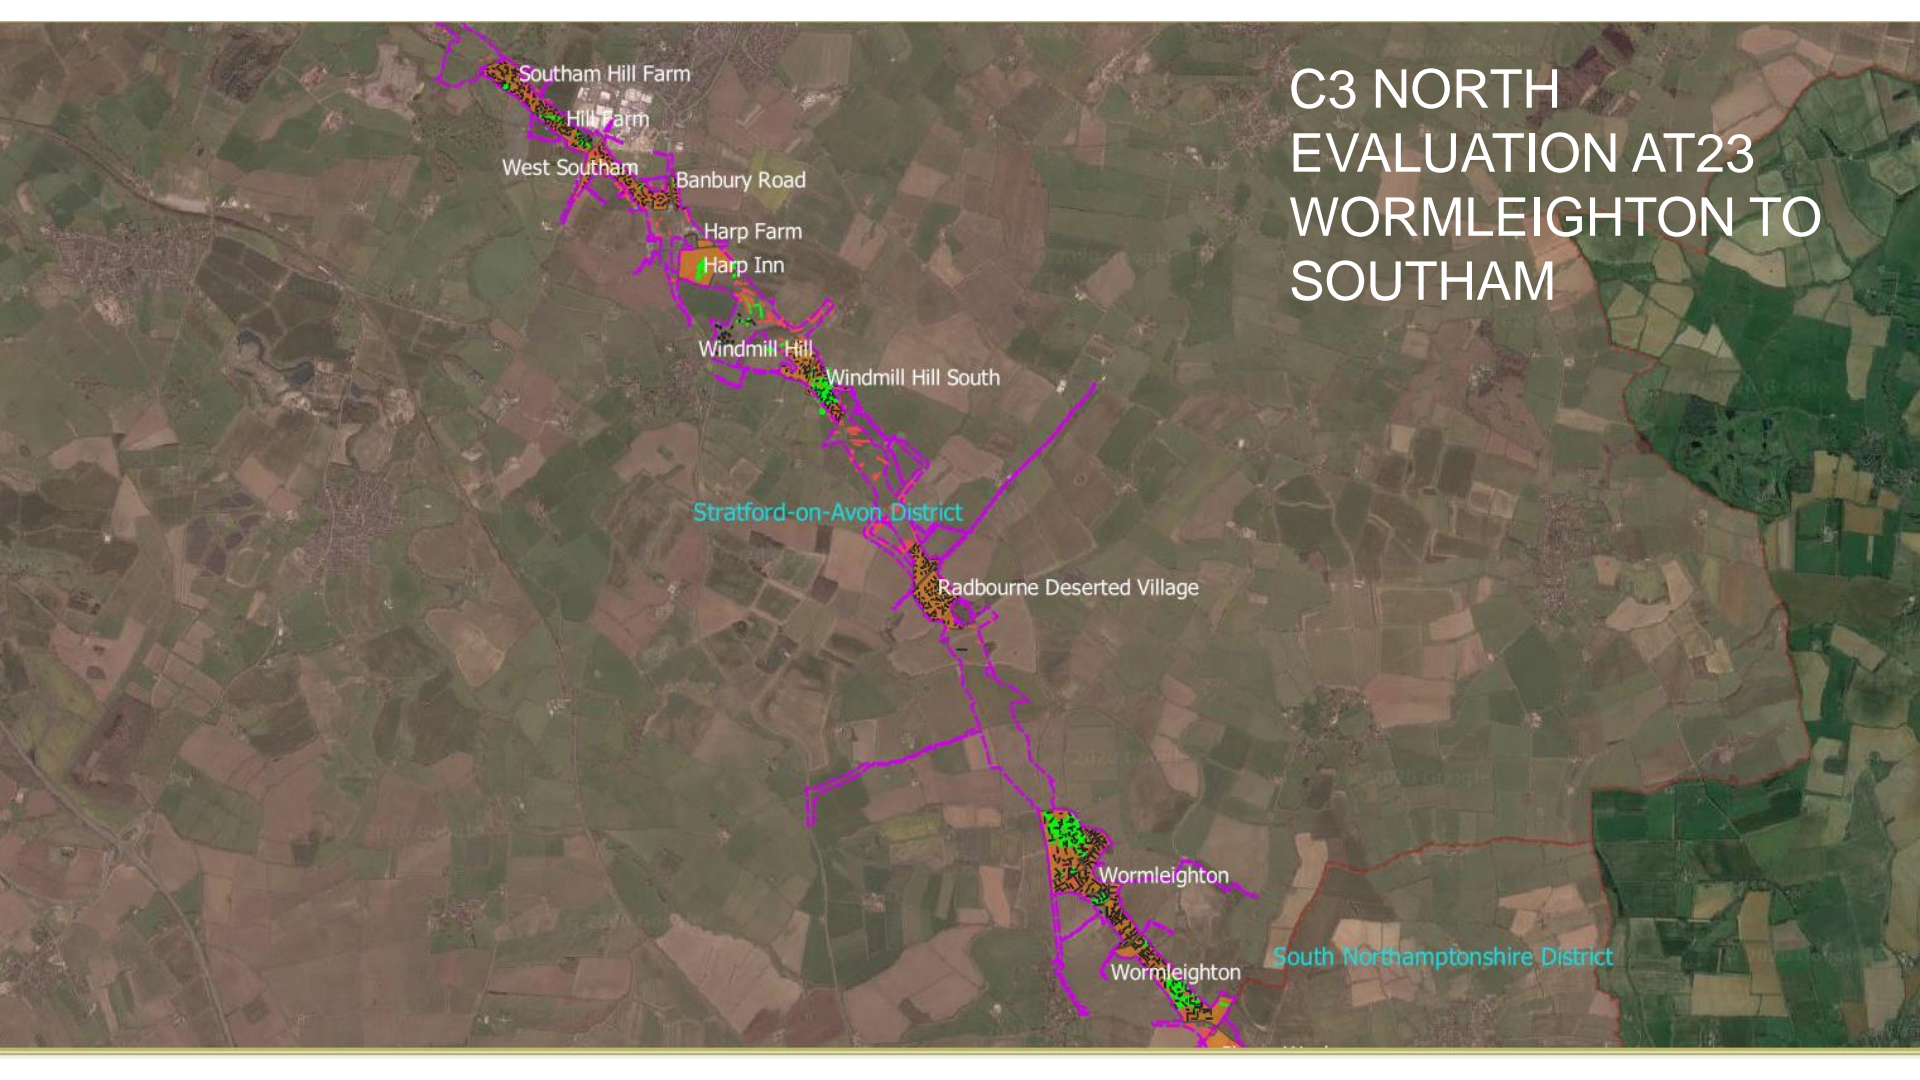 C3 NORTH
EVALUATION AT23
WORMLEIGHTON TO
SOUTHAM
Southam Hill Farm
Hill Farm
West Southam
Banbury Road
Harp Farm
Harp Inn
Windmill Hill
Windmill Hill South
Stratford-on-Avon District
Radbourne Deserted Village
Wormleighton
South Northamptonshire District
Wormleighton